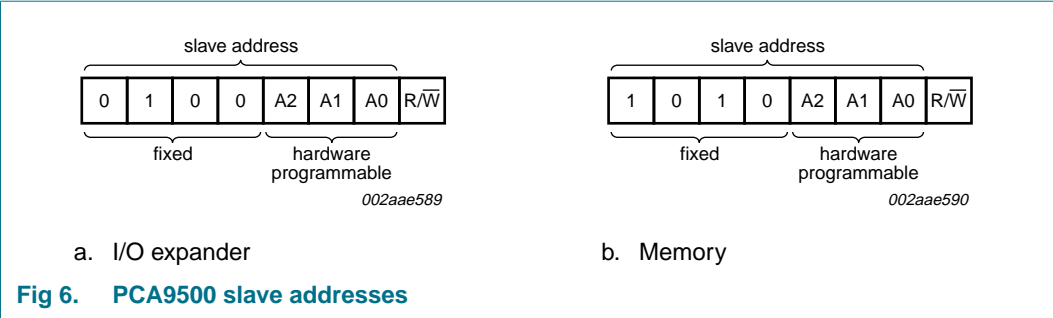 slave address
0 1 0 0 A2 A1 A0 R/W̅
fixed
hardware
programmable
002aae589
a. I/O expander
slave address
1 0 1 0 A2 A1 A0 R/W̅
fixed
hardware
programmable
002aae590
b. Memory
Fig 6. PCA9500 slave addresses